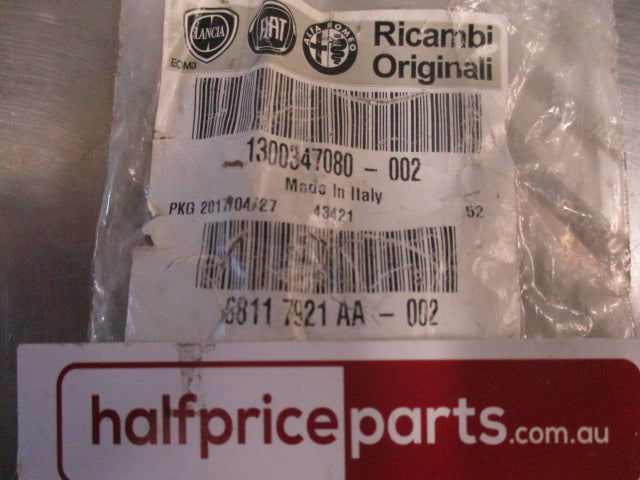 LANCIA FIAT ALFA ROMEO Ricambi
Originali
1300347080 - 002
Made In Italy
PKG 2017/04/27 43421 52
6811 7921 AA - 002
halfpriceparts.com.au